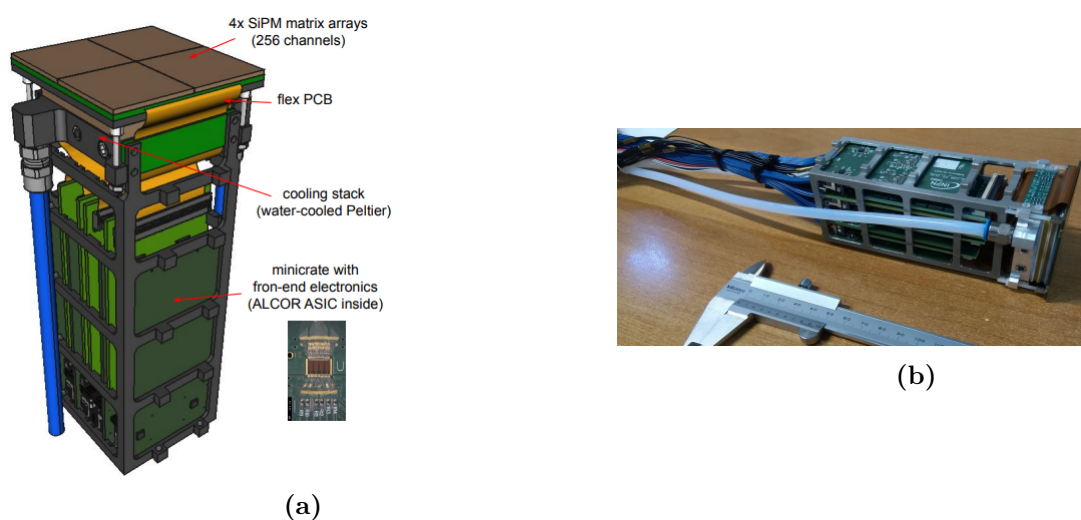 4x SiPM matrix arrays
(256 channels)
flex PCB
cooling stack
(water-cooled Peltier)
minicrate with
fron-end electronics
(ALCOR ASIC inside)
(a)
INFN
(b)